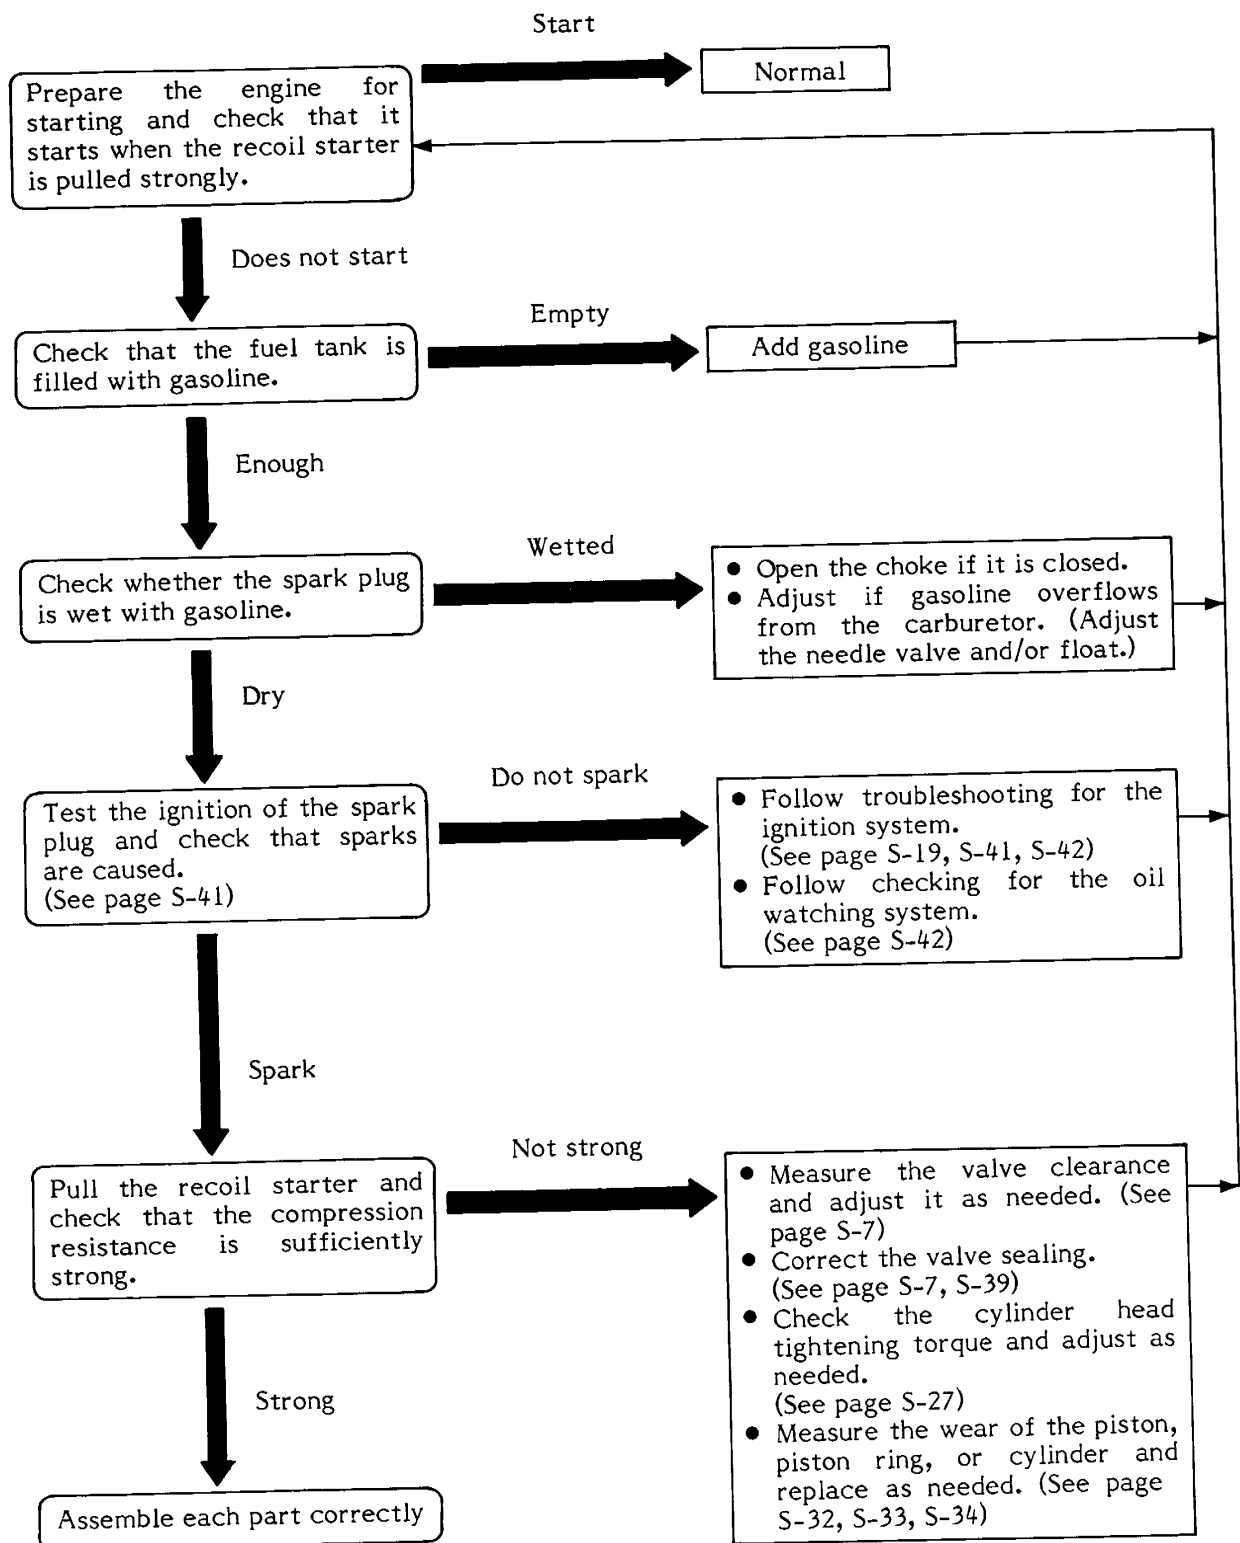 Start
Normal
Prepare the engine for
starting and check that it
starts when the recoil starter
is pulled strongly.
Does not start
Empty
Check that the fuel tank is
filled with gasoline.
Add gasoline
Enough
Wetted
Check whether the spark plug
is wet with gasoline.
● Open the choke if it is closed.
● Adjust if gasoline overflows
from the carburetor. (Adjust
the needle valve and/or float.)
Dry
Do not spark
Test the ignition of the spark
plug and check that sparks
are caused.
(See page S-41)
● Follow troubleshooting for the
ignition system.
(See page S-19, S-41, S-42)
● Follow checking for the oil
watching system.
(See page S-42)
Spark
Not strong
Pull the recoil starter and
check that the compression
resistance is sufficiently
strong.
● Measure the valve clearance
and adjust it as needed. (See
page S-7)
● Correct the valve sealing.
(See page S-7, S-39)
● Check the cylinder head
tightening torque and adjust as
needed.
(See page S-27)
● Measure the wear of the piston,
piston ring, or cylinder and
replace as needed. (See page
S-32, S-33, S-34)
Strong
Assemble each part correctly